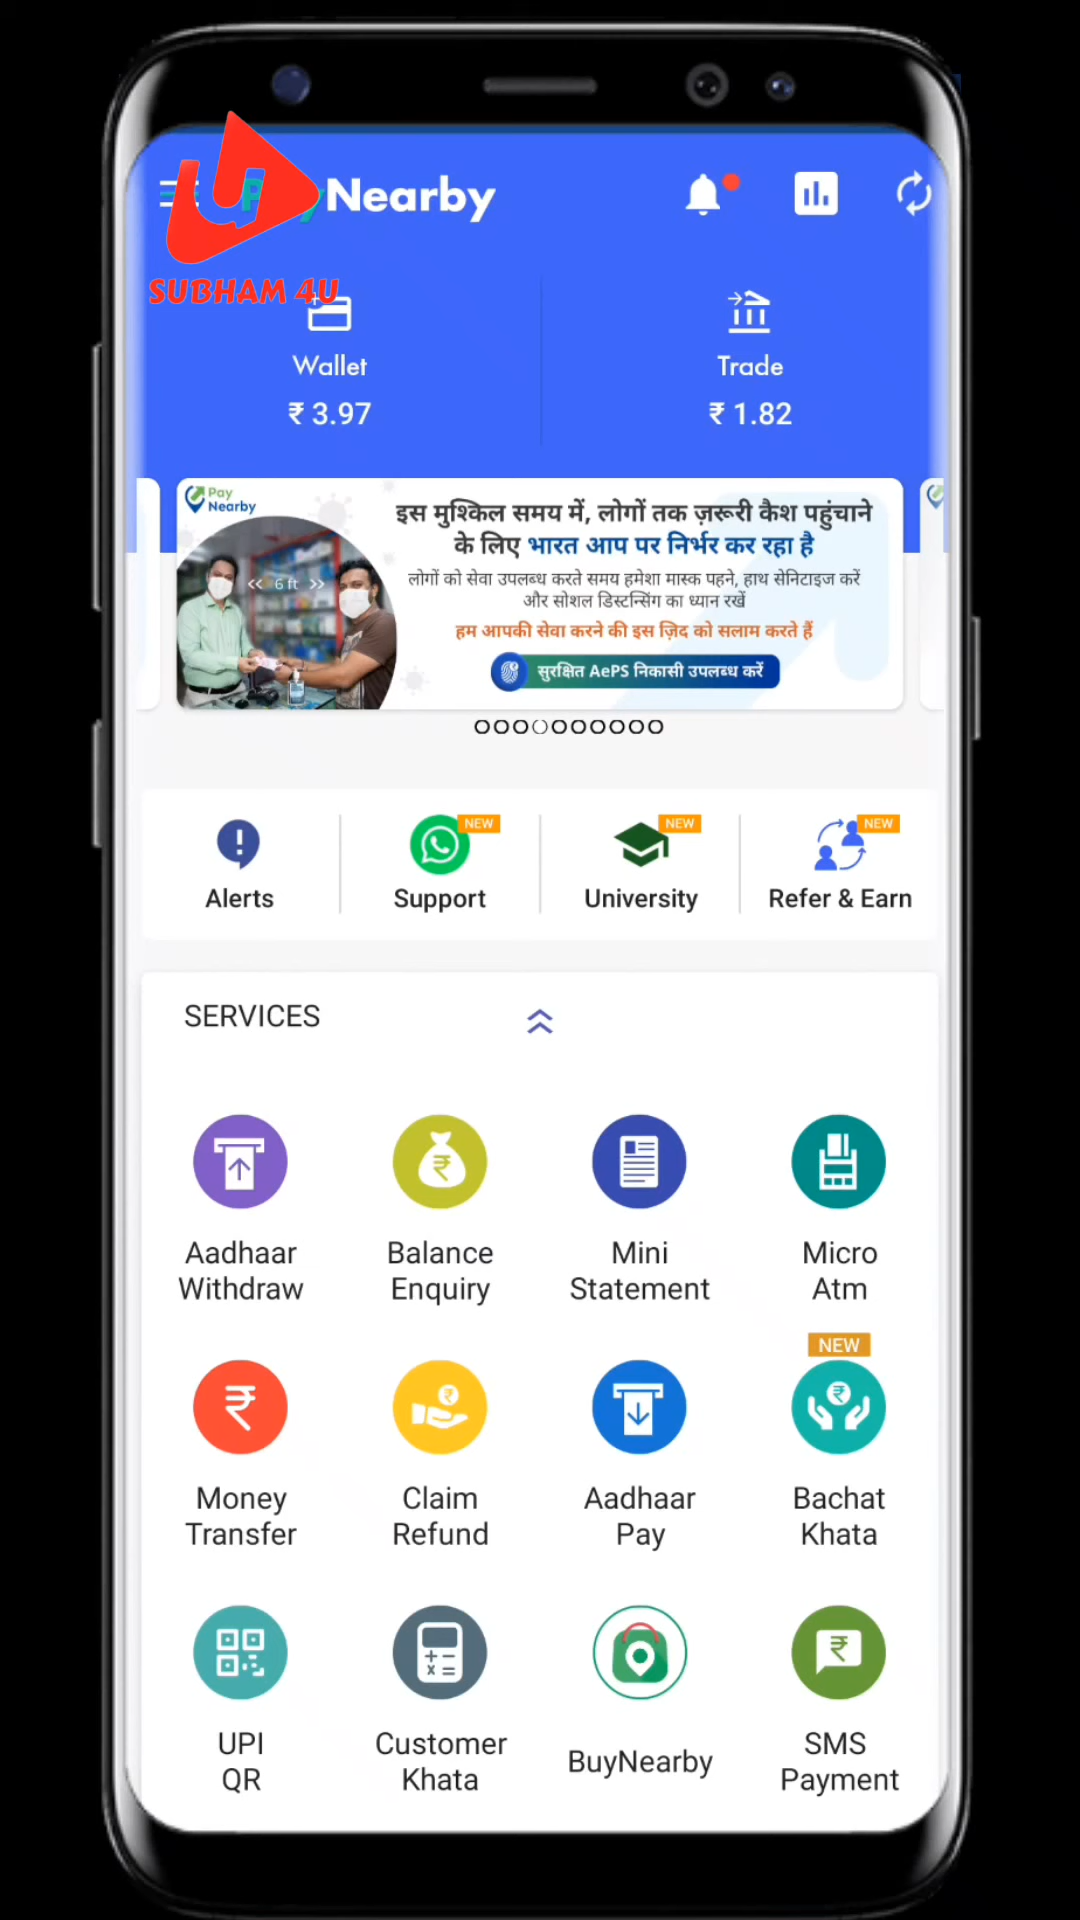 Pay Nearby
SUBHAM 4U
Wallet
₹ 3.97
Trade
₹ 1.82
Pay
Nearby
<< 6 ft >>
इस मुश्किल समय में, लोगों तक ज़रूरी कैश पहुंचाने
के लिए भारत आप पर निर्भर कर रहा है
लोगों को सेवा उपलब्ध करते समय हमेशा मास्क पहने, हाथ सेनिटाइज करें
और सोशल डिस्टन्सिंग का ध्यान रखें
हम आपकी सेवा करने की इस ज़िद को सलाम करते हैं
सुरक्षित AePS निकासी उपलब्ध करें
Alerts
NEW
Support
NEW
University
NEW
Refer & Earn
SERVICES
Aadhaar
Withdraw
Balance
Enquiry
Mini
Statement
Micro
Atm
Money
Transfer
Claim
Refund
Aadhaar
Pay
NEW
Bachat
Khata
UPI
QR
Customer
Khata
BuyNearby
SMS
Payment